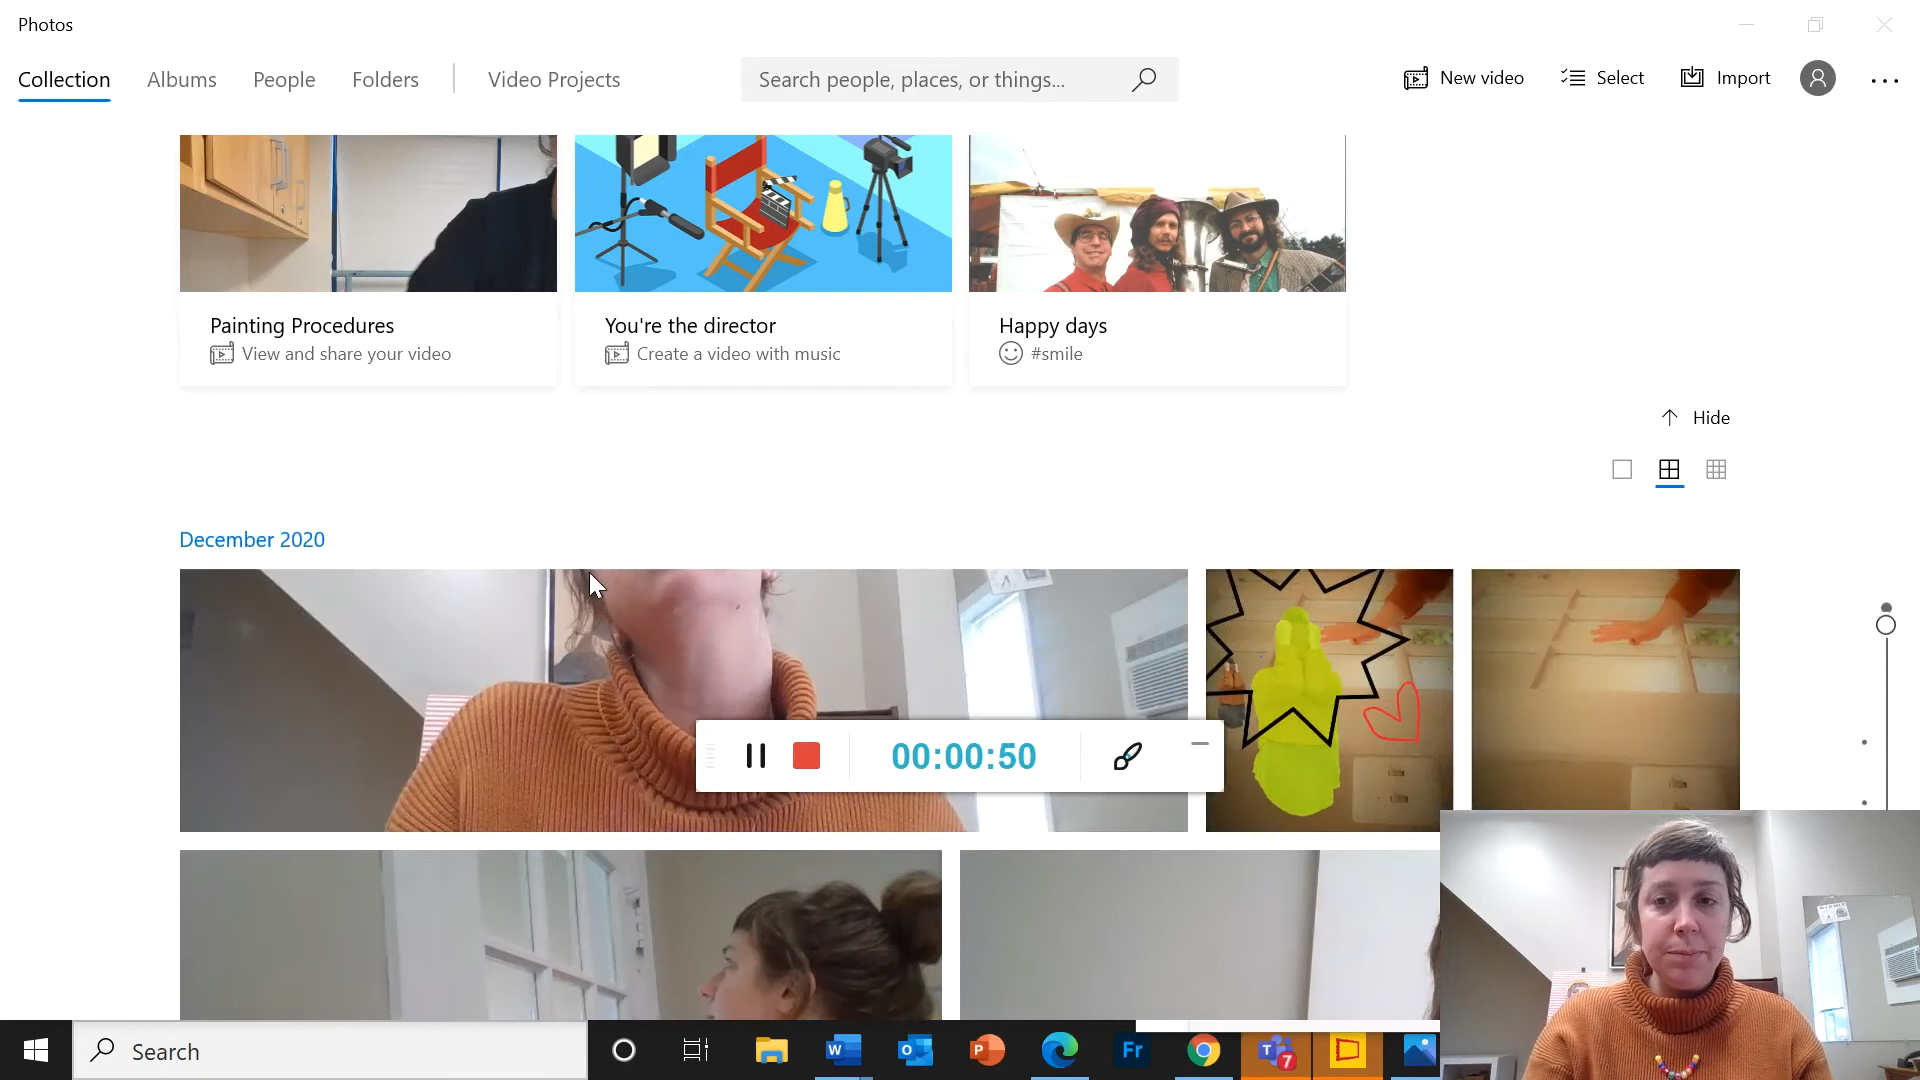 Photos
Collection
Albums
People
Folders
Video Projects
Search people, places, or things...
New video
Select
Import
Painting Procedures
View and share your video
You're the director
Create a video with music
Happy days
#smile
Hide
December 2020
00:00:50
Search
W
O
P
Fr
T
7